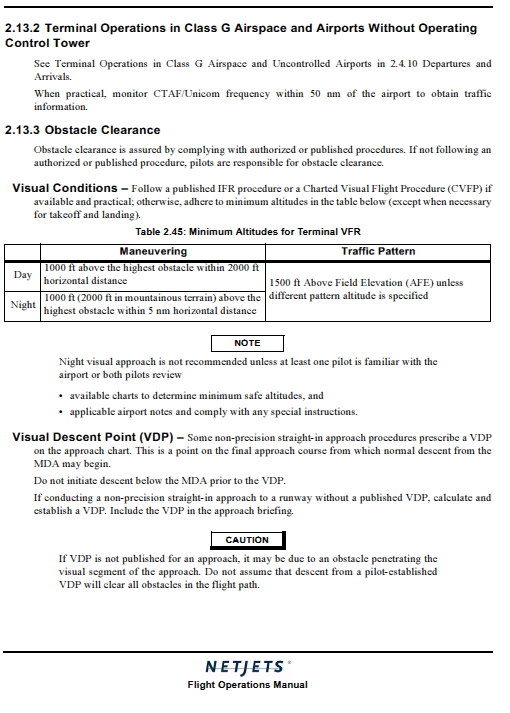 2.13.2 Terminal Operations in Class G Airspace and Airports Without Operating
Control Tower
See Terminal Operations in Class G Airspace and Uncontrolled Airports in 2.4.10 Departures and
Arrivals.
When practical, monitor CTAF/Unicom frequency within 50 nm of the airport to obtain traffic
information.
2.13.3 Obstacle Clearance
Obstacle clearance is assured by complying with authorized or published procedures. If not following an
authorized or published procedure, pilots are responsible for obstacle clearance.
Visual Conditions – Follow a published IFR procedure or a Charted Visual Flight Procedure (CVFP) if
available and practical; otherwise, adhere to minimum altitudes in the table below (except when necessary
for takeoff and landing).
Table 2.45: Minimum Altitudes for Terminal VFR
Maneuvering Traffic Pattern
Day 1000 ft above the highest obstacle within 2000 ft
horizontal distance
1500 ft Above Field Elevation (AFE) unless
different pattern altitude is specified
Night 1000 ft (2000 ft in mountainous terrain) above the
highest obstacle within 5 nm horizontal distance
NOTE
Night visual approach is not recommended unless at least one pilot is familiar with the
airport or both pilots review
• available charts to determine minimum safe altitudes, and
• applicable airport notes and comply with any special instructions.
Visual Descent Point (VDP) – Some non-precision straight-in approach procedures prescribe a VDP
on the approach chart. This is a point on the final approach course from which normal descent from the
MDA may begin.
Do not initiate descent below the MDA prior to the VDP.
If conducting a non-precision straight-in approach to a runway without a published VDP, calculate and
establish a VDP. Include the VDP in the approach briefing.
CAUTION
If VDP is not published for an approach, it may be due to an obstacle penetrating the
visual segment of the approach. Do not assume that descent from a pilot-established
VDP will clear all obstacles in the flight path.
NETJETS®
Flight Operations Manual